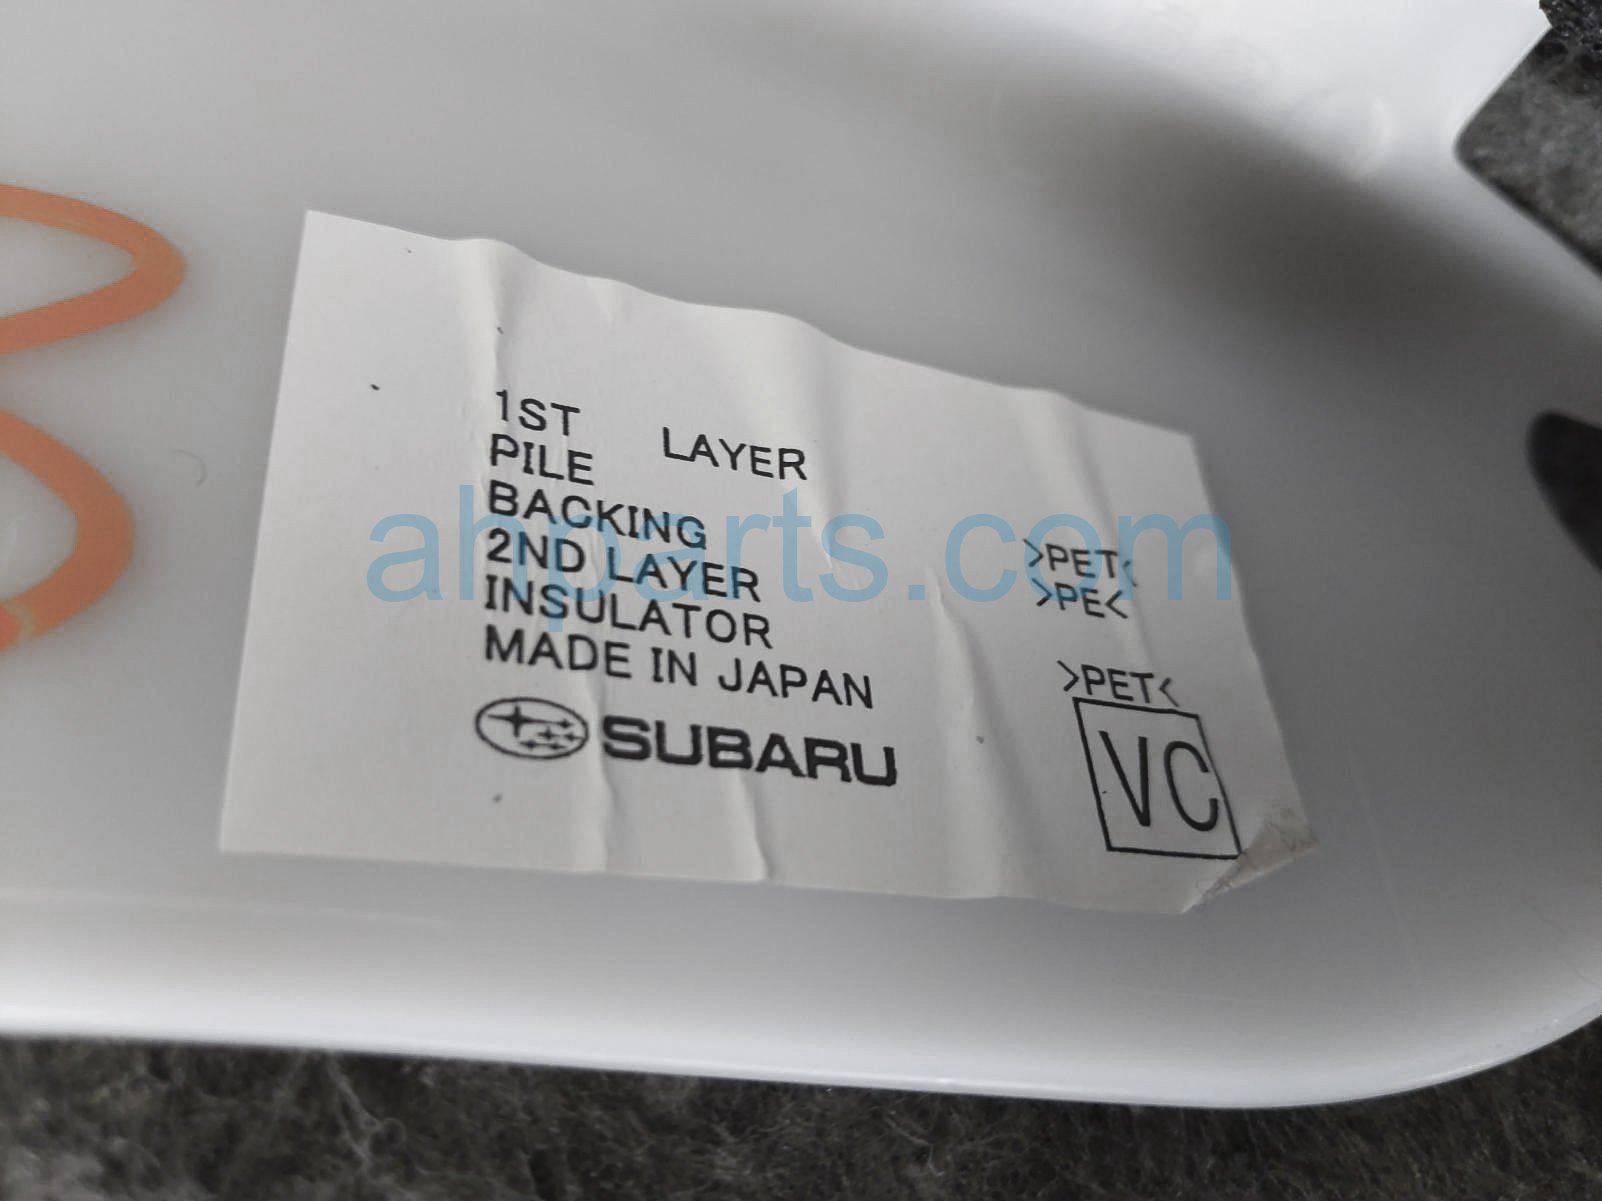 1ST LAYER
PILE >PET<
BACKING >PE<
2ND LAYER
INSULATOR >PET<
MADE IN JAPAN
SUBARU VC
ahparts.com